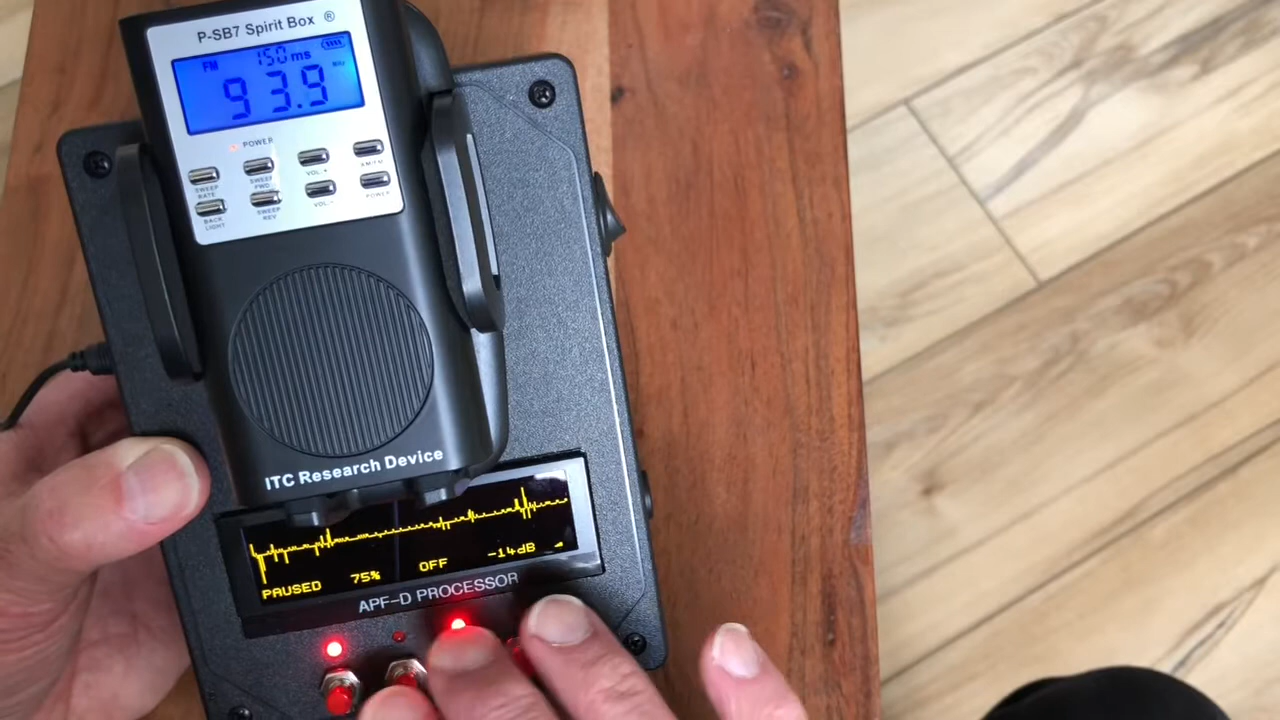 P-SB7 Spirit Box ®
FM 150 ms
93.9 MHz
POWER
SWEEP RATE
SWEEP FWD
VOL+
AM/FM
BACK LIGHT
SWEEP REV
VOL-
POWER
ITC Research Device
PAUSED 75% OFF -14dB
APF-D PROCESSOR